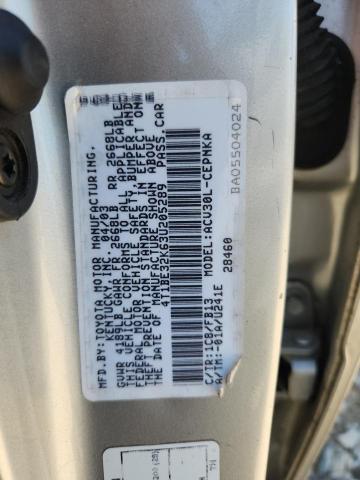 MFD.BY:TOYOTA MOTOR MANUFACTURING,
KENTUCKY, INC. 04/03
GVWR 4189LB GAWR FR 2668LB RR 2668LB
THIS VEHICLE CONFORMS TO ALL APPLICABLE
FEDERAL MOTOR VEHICLE SAFETY, BUMPER AND
THEFT PREVENTION STANDARDS IN EFFECT ON
THE DATE OF MANUFACTURE SHOWN ABOVE.
4T1BE32K63U205289 PASS.CAR
C/TR:1C8/FB13 MODEL:ACV30L-CEPNKA
A/TR:-01A/U241E
28460
BA05504024